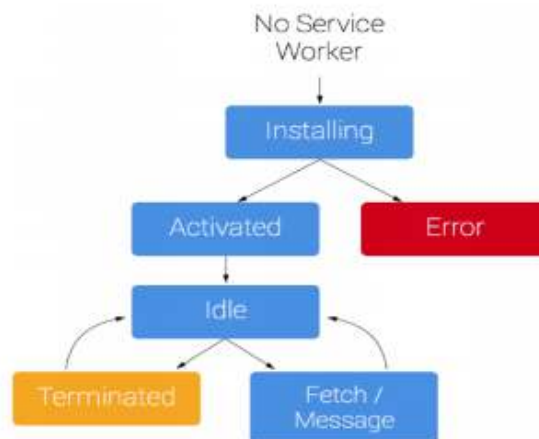 No Service
Worker
Installing
Activated
Error
Idle
Terminated
Fetch /
Message